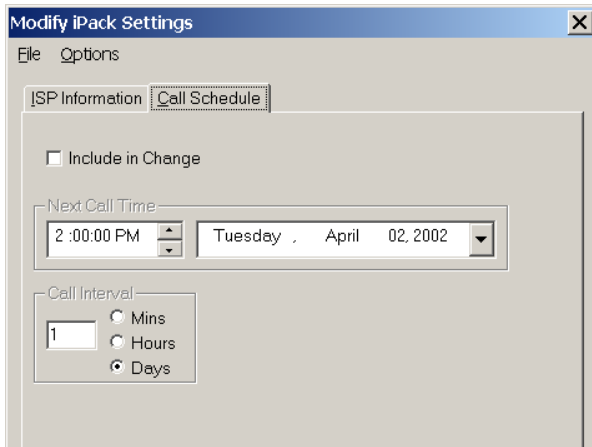 Modify iPack Settings
File Options
ISP Information Call Schedule
Include in Change
Next Call Time
2 :00:00 PM Tuesday , April 02, 2002
Call Interval
1
Mins
Hours
Days